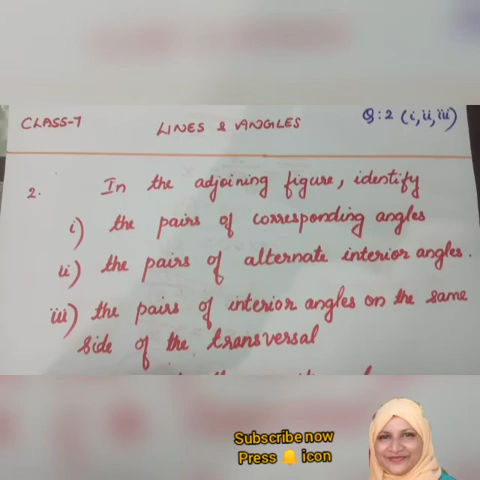 CLASS-7
LINES & ANGLES
Q:2 (i, ii, iii)
2. In the adjoining figure, identify
i) the pairs of corresponding angles
ii) the pairs of alternate interior angles.
iii) the pairs of interior angles on the same
side of the transversal
Subscribe now
Press 🔔 icon